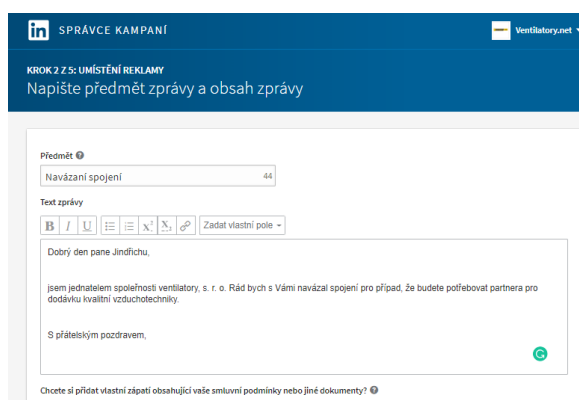 in SPRÁVCE KAMPANÍ
Ventilatory.net
KROK 2 Z 5: UMÍSTĚNÍ REKLAMY
Napište předmět zprávy a obsah zprávy
Předmět
Navázaní spojení 44
Text zprávy
B I U X² X₂ Zadat vlastní pole
Dobrý den pane Jindřichu,
jsem jednatelem speleřnosti ventilatory, s. r. o. Rád bych s Vámi navázal spojení pro případ, že budete potřebovat partnera pro
dodávku kvalitní vzduchotechniky.
S přátelským pozdravem,
Chcete si přidat vlastní zápatí obsahující vaše smluvní podmínky nebo jiné dokumenty?